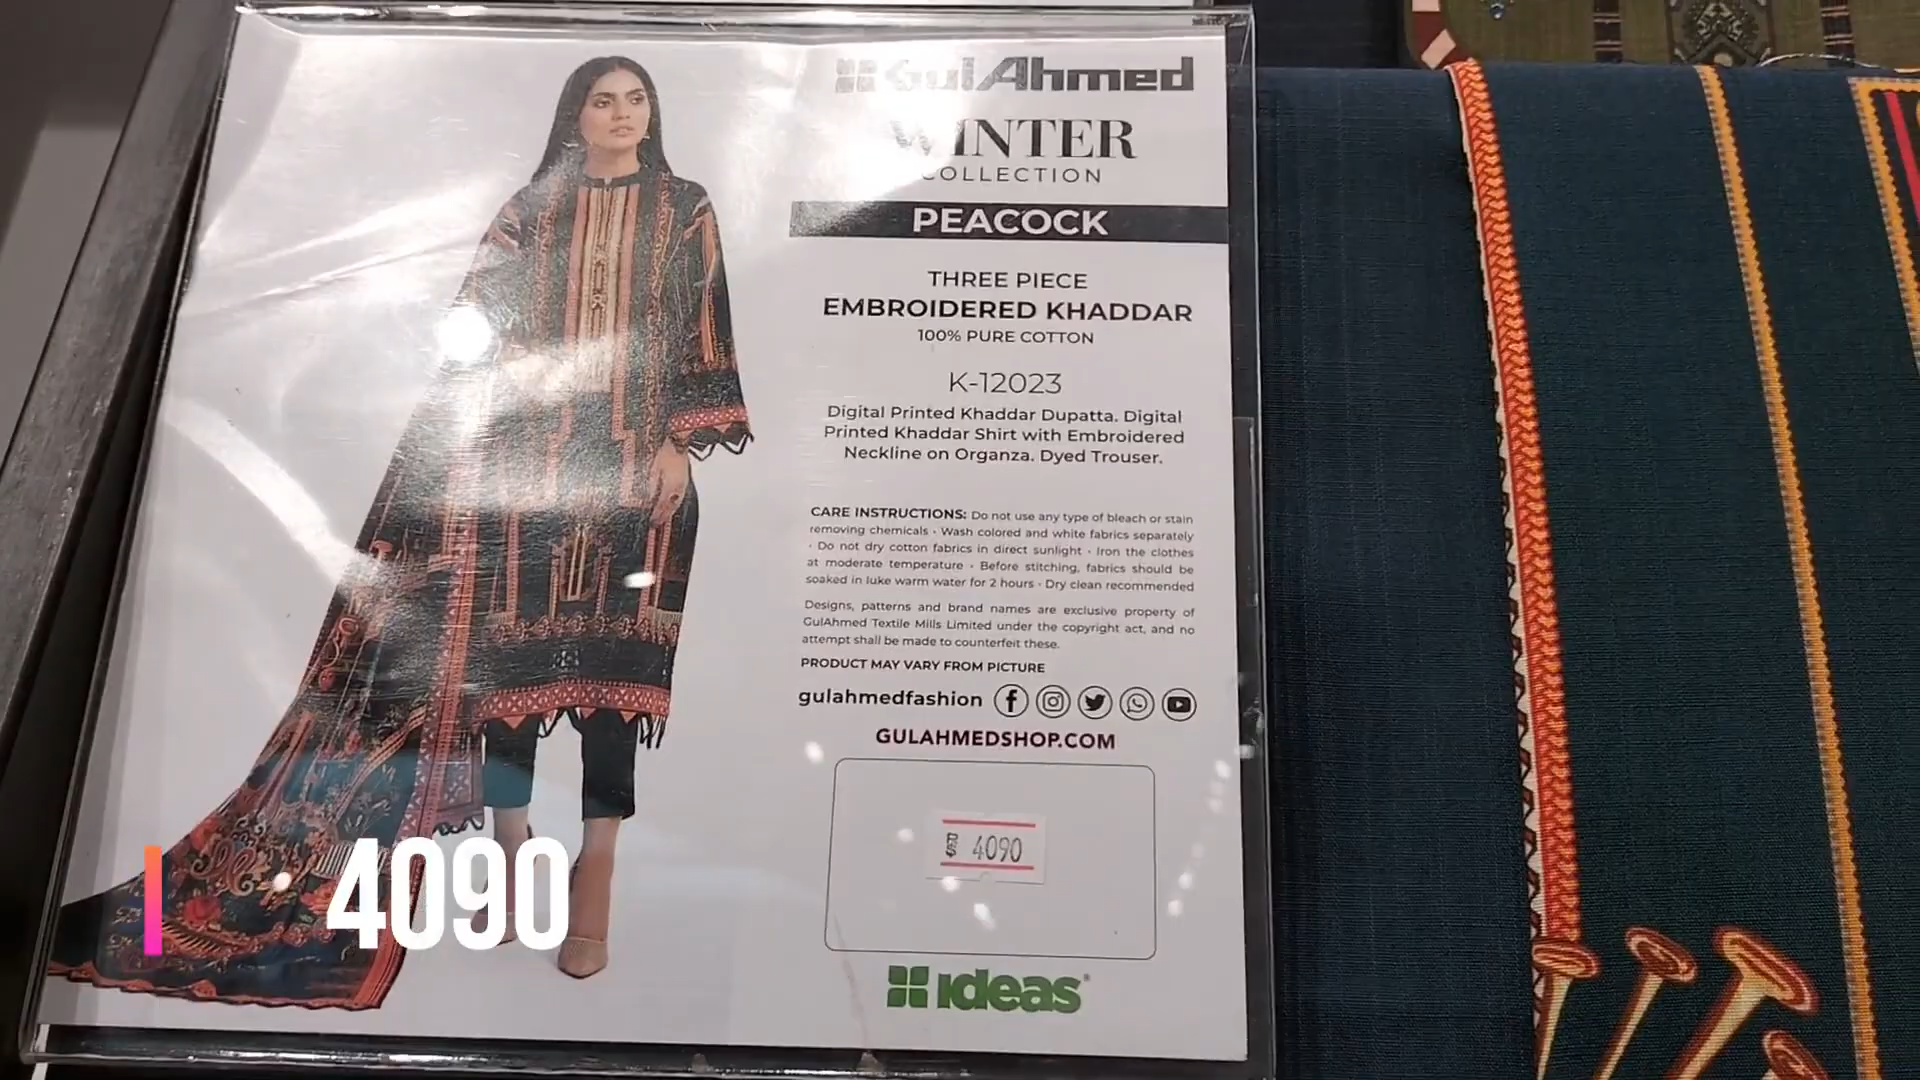 GulAhmed
WINTER
COLLECTION
PEACOCK
THREE PIECE
EMBROIDERED KHADDAR
100% PURE COTTON
K-12023
Digital Printed Khaddar Dupatta. Digital
Printed Khaddar Shirt with Embroidered
Neckline on Organza. Dyed Trouser.
CARE INSTRUCTIONS: Do not use any type of bleach or stain
removing chemicals • Wash colored and white fabrics separately
• Do not dry cotton fabrics in direct sunlight • Iron the clothes
at moderate temperature • Before stitching, fabrics should be
soaked in luke warm water for 2 hours • Dry clean recommended
Designs, patterns and brand names are exclusive property of
GulAhmed Textile Mills Limited under the copyright act, and no
attempt shall be made to counterfeit these.
PRODUCT MAY VARY FROM PICTURE
gulahmedfashion
GULAHMEDSHOP.COM
4090
4090
ideas